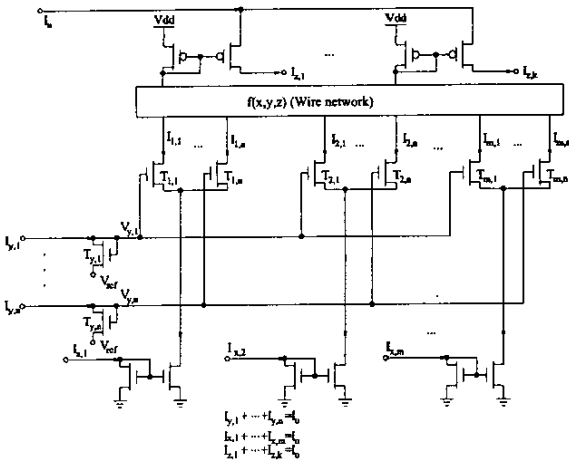 Vdd
Vdd
I_u
...
I_z,1
I_z,k
f(x,y,z) (Wire network)
I_1,1 ... I_1,n
I_2,1 ... I_2,n
I_m,1 ... I_m,n
T_1,1 T_1,n
T_2,1 T_2,n
T_m,1 T_m,n
I_y,1
V_y,1
T_y,1
V_ref
I_y,n
V_y,n
T_y,n
V_ref
...
I_x,1
I_x,2
I_x,m
I_y,1 + ... + I_y,n = I_u
I_x,1 + ... + I_x,m = I_u
I_z,1 + ... + I_z,k = I_u